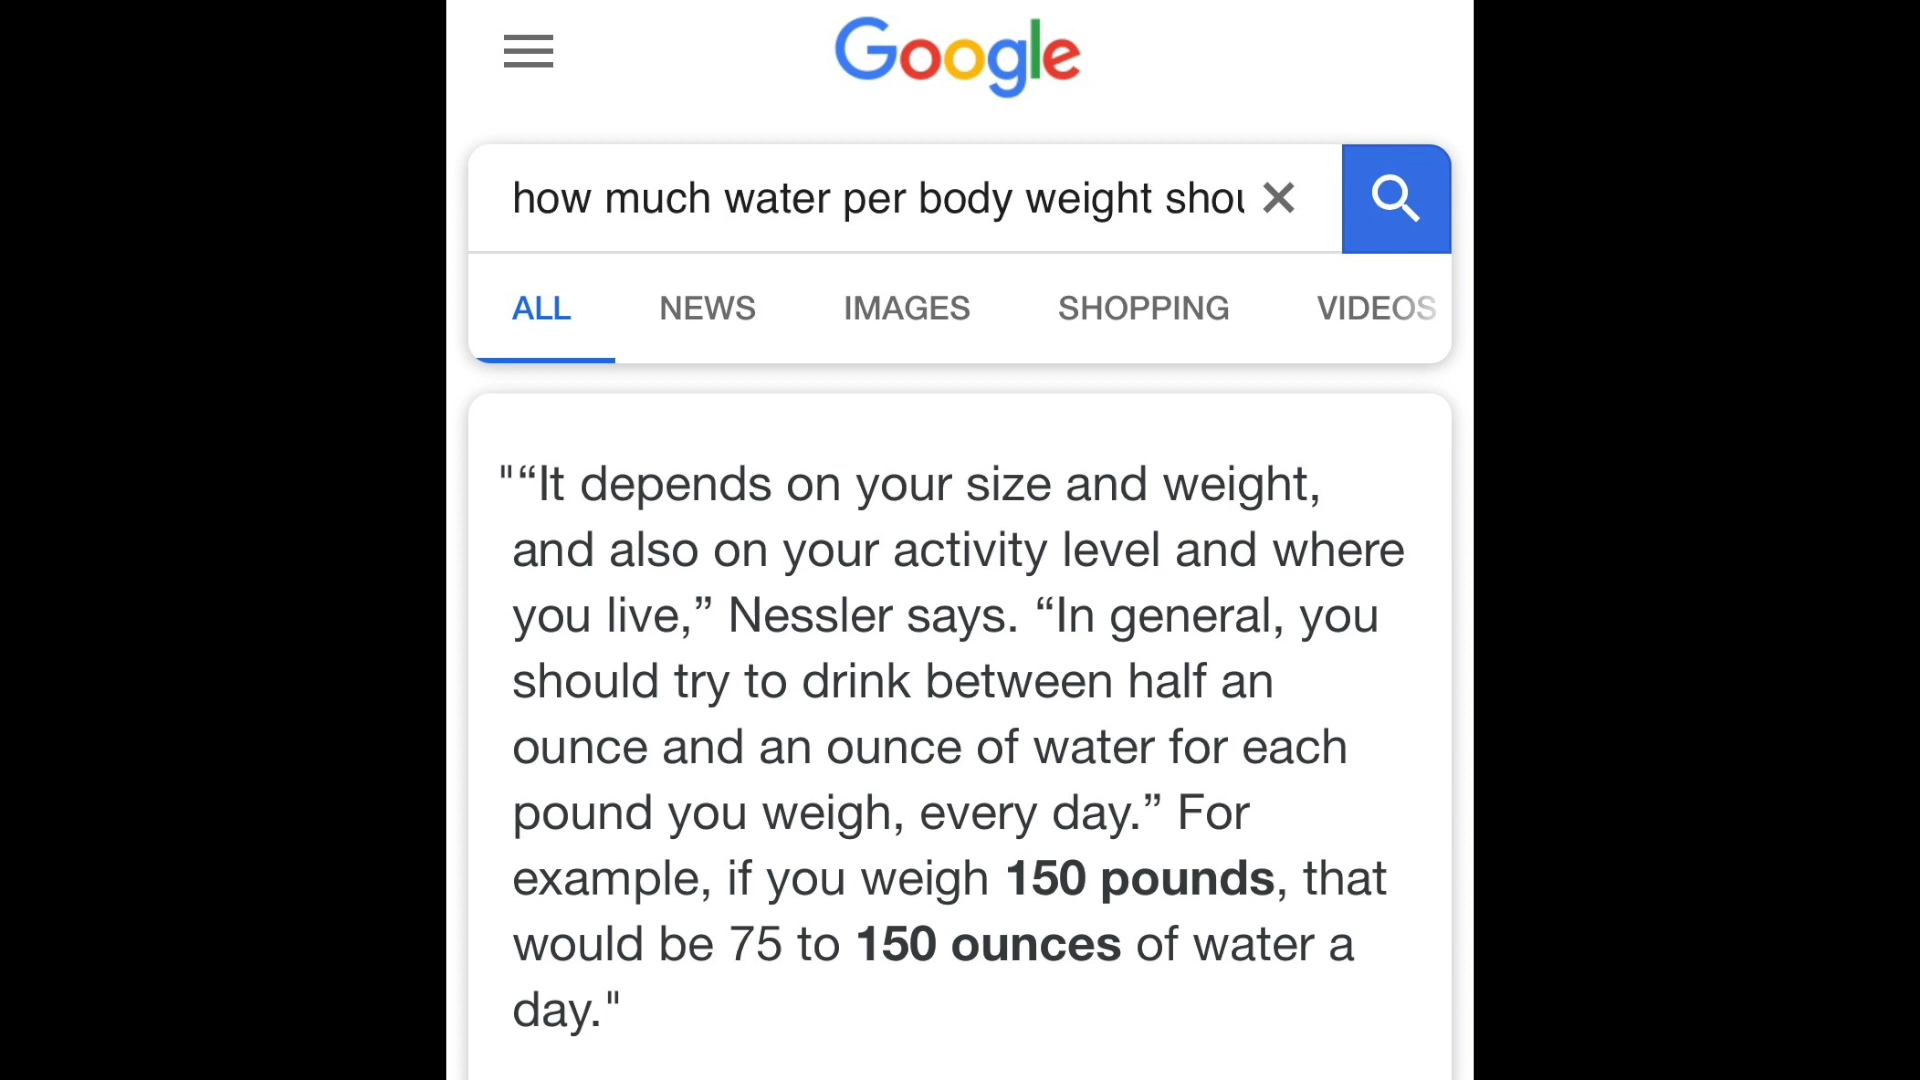 Google
how much water per body weight shou
ALL NEWS IMAGES SHOPPING VIDEOS
"“It depends on your size and weight,
and also on your activity level and where
you live,” Nessler says. “In general, you
should try to drink between half an
ounce and an ounce of water for each
pound you weigh, every day.” For
example, if you weigh 150 pounds, that
would be 75 to 150 ounces of water a
day."